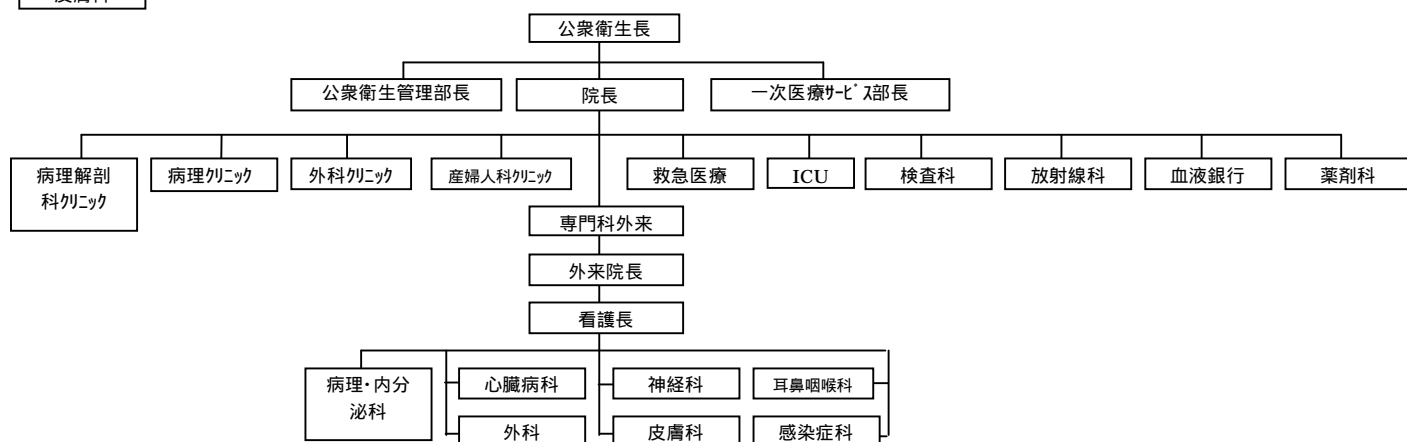 公衆衛生長
公衆衛生管理部長
院長
一次医療ｻｰﾋﾞｽ部長
病理解剖
科ｸﾘﾆｯｸ
病理ｸﾘﾆｯｸ
外科ｸﾘﾆｯｸ
産婦人科ｸﾘﾆｯｸ
救急医療
ICU
検査科
放射線科
血液銀行
薬剤科
専門科外来
外来院長
看護長
病理・内分
泌科
心臓病科
神経科
耳鼻咽喉科
外科
皮膚科
感染症科